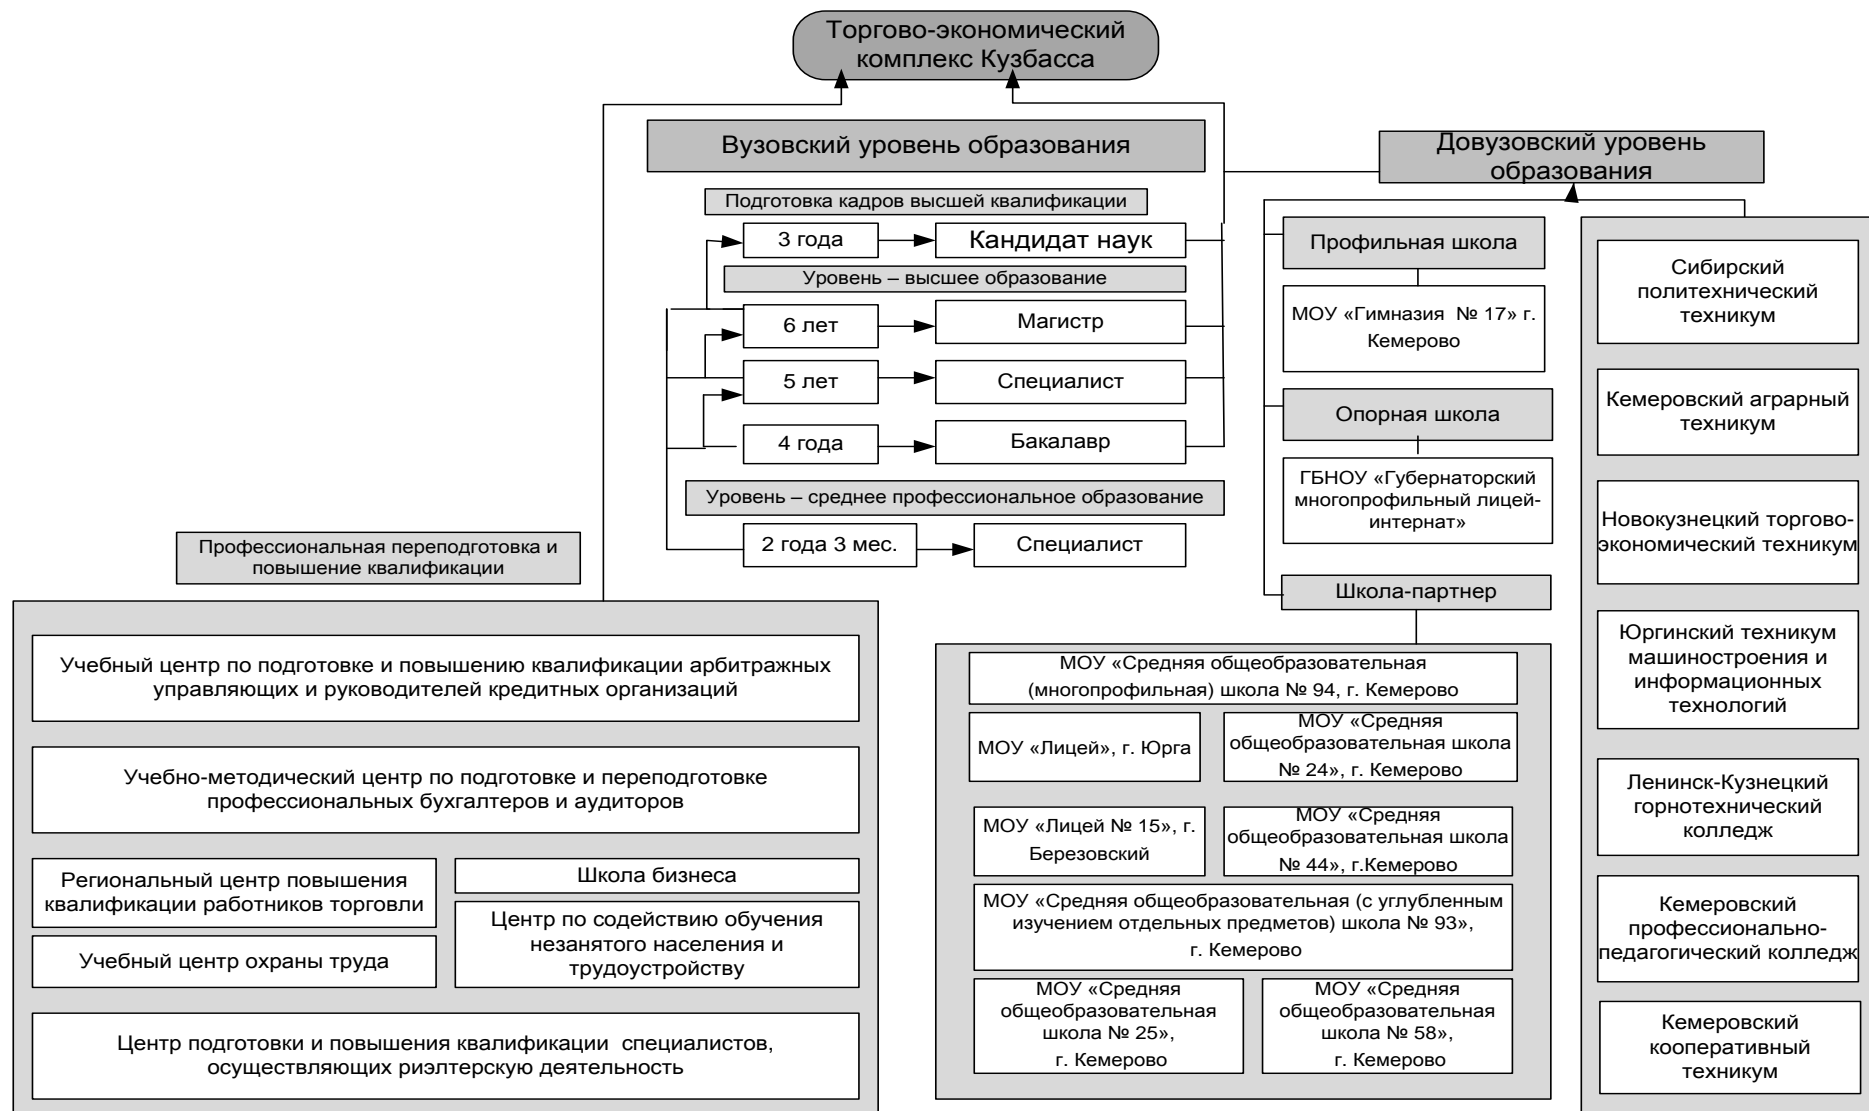 Торгово-экономический
комплекс Кузбасса
Вузовский уровень образования
Довузовский уровень
образования
Подготовка кадров высшей квалификации
3 года
Кандидат наук
Уровень – высшее образование
6 лет
Магистр
5 лет
Специалист
4 года
Бакалавр
Уровень – среднее профессиональное образование
2 года 3 мес.
Специалист
Профессиональная переподготовка и
повышение квалификации
Учебный центр по подготовке и повышению квалификации арбитражных
управляющих и руководителей кредитных организаций
Учебно-методический центр по подготовке и переподготовке
профессиональных бухгалтеров и аудиторов
Региональный центр повышения
квалификации работников торговли
Школа бизнеса
Учебный центр охраны труда
Центр по содействию обучения
незанятого населения и
трудоустройству
Центр подготовки и повышения квалификации специалистов,
осуществляющих риэлтерскую деятельность
Профильная школа
МОУ «Гимназия № 17» г.
Кемерово
Опорная школа
ГБНОУ «Губернаторский
многопрофильный лицей-
интернат»
Школа-партнер
МОУ «Средняя общеобразовательная
(многопрофильная) школа № 94, г. Кемерово
МОУ «Лицей», г. Юрга
МОУ «Средняя
общеобразовательная школа
№ 24», г. Кемерово
МОУ «Лицей № 15», г.
Березовский
МОУ «Средняя
общеобразовательная школа
№ 44», г.Кемерово
МОУ «Средняя общеобразовательная (с углубленным
изучением отдельных предметов) школа № 93»,
г. Кемерово
МОУ «Средняя
общеобразовательная
школа № 25»,
г. Кемерово
МОУ «Средняя
общеобразовательная
школа № 58»,
г. Кемерово
Сибирский
политехнический
техникум
Кемеровский аграрный
техникум
Новокузнецкий торгово-
экономический техникум
Юргинский техникум
машиностроения и
информационных
технологий
Ленинск-Кузнецкий
горнотехнический
колледж
Кемеровский
профессионально-
педагогический колледж
Кемеровский
кооперативный
техникум